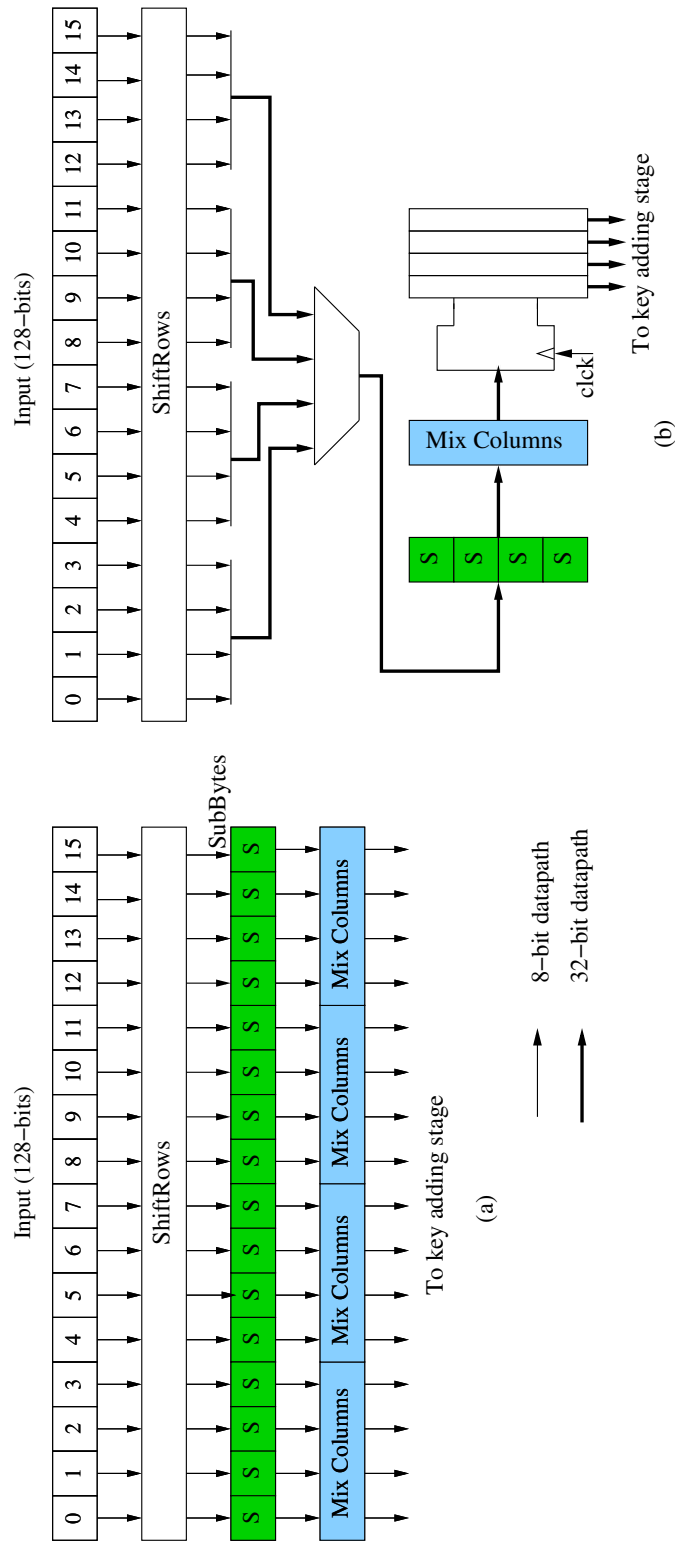 Input (128−bits)
0 1 2 3 4 5 6 7 8 9 10 11 12 13 14 15
ShiftRows
SubBytes
S S S S S S S S S S S S S S S S
Mix Columns Mix Columns Mix Columns Mix Columns
To key adding stage
(a)
8−bit datapath
32−bit datapath
Input (128−bits)
0 1 2 3 4 5 6 7 8 9 10 11 12 13 14 15
ShiftRows
S
S
S
S
Mix Columns
clck
To key adding stage
(b)